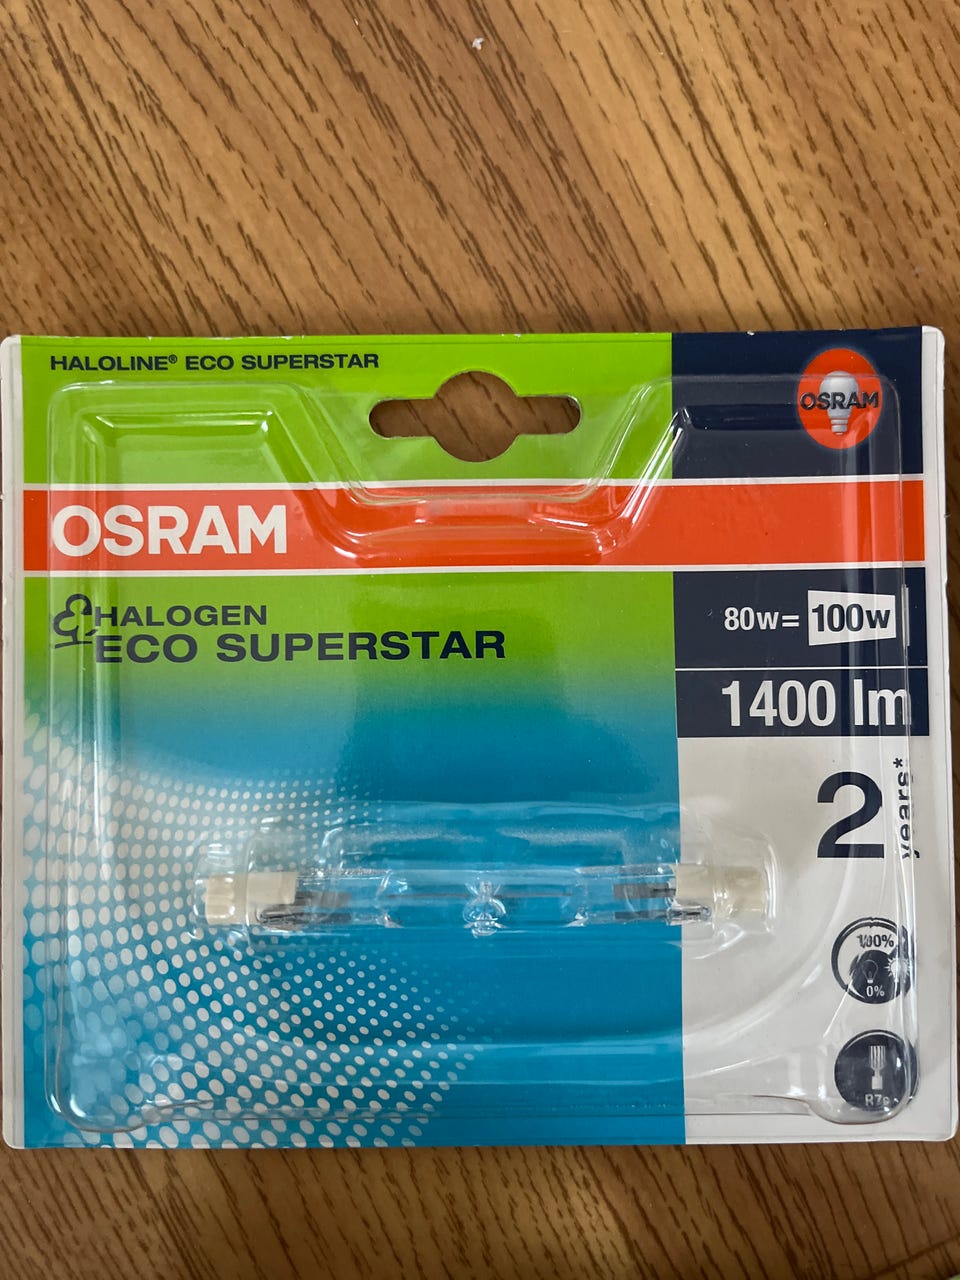 HALOLINE® ECO SUPERSTAR
OSRAM
OSRAM
HALOGEN
ECO SUPERSTAR
80w= 100w
1400 lm
2 years*
100%
0%
R7s